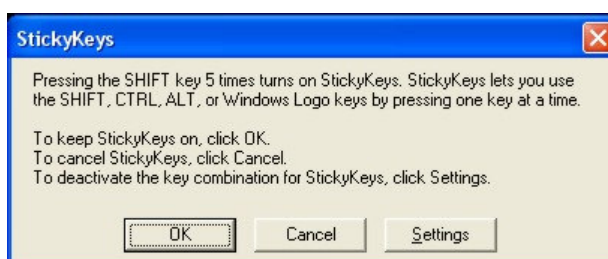 StickyKeys
Pressing the SHIFT key 5 times turns on StickyKeys. StickyKeys lets you use
the SHIFT, CTRL, ALT, or Windows Logo keys by pressing one key at a time.
To keep StickyKeys on, click OK.
To cancel StickyKeys, click Cancel.
To deactivate the key combination for StickyKeys, click Settings.
OK Cancel Settings